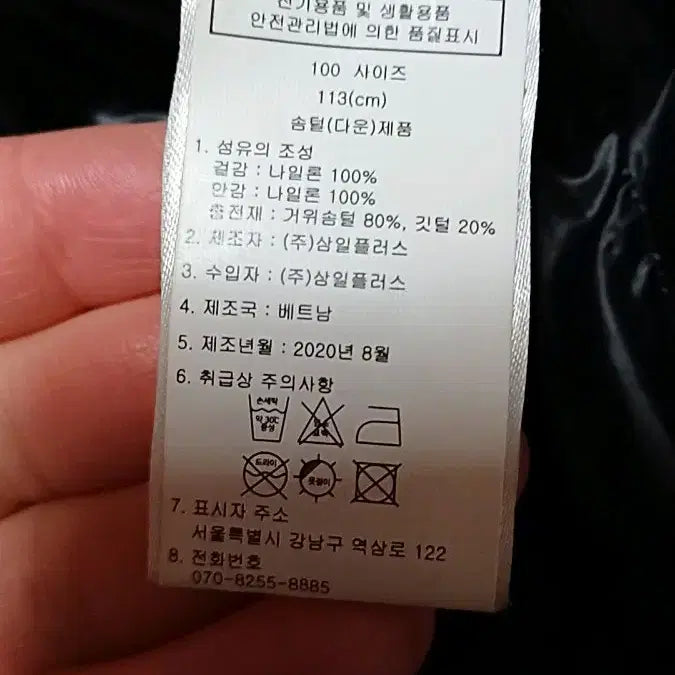 전기용품 및 생활용품
안전관리법에 의한 품질표시
100 사이즈
113(cm)
솜털(다운)제품
1. 섬유의 조성
겉감 : 나일론 100%
안감 : 나일론 100%
충전재 : 거위솜털 80%, 깃털 20%
2. 제조자 : (주)삼일플러스
3. 수입자 : (주)삼일플러스
4. 제조국 : 베트남
5. 제조년월 : 2020년 8월
6. 취급상 주의사항
손세탁
약 30℃
중성
드라이
옷걸이
7. 표시자 주소
서울특별시 강남구 역삼로 122
8. 전화번호
070-8255-8885